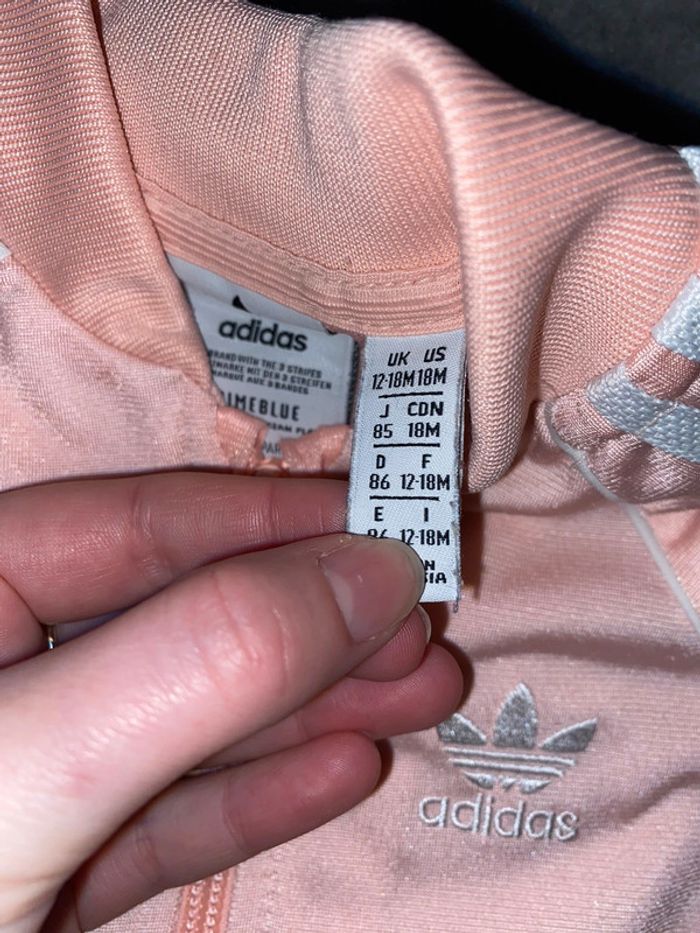 adidas
BRAND WITH THE 3 STRIPES
MARKE MIT DEN 3 STREIFEN
MARQUE AUX 3 BANDES
UK US
12-18M 18M
J CDN
85 18M
D F
86 12-18M
E I
86 12-18M
adidas